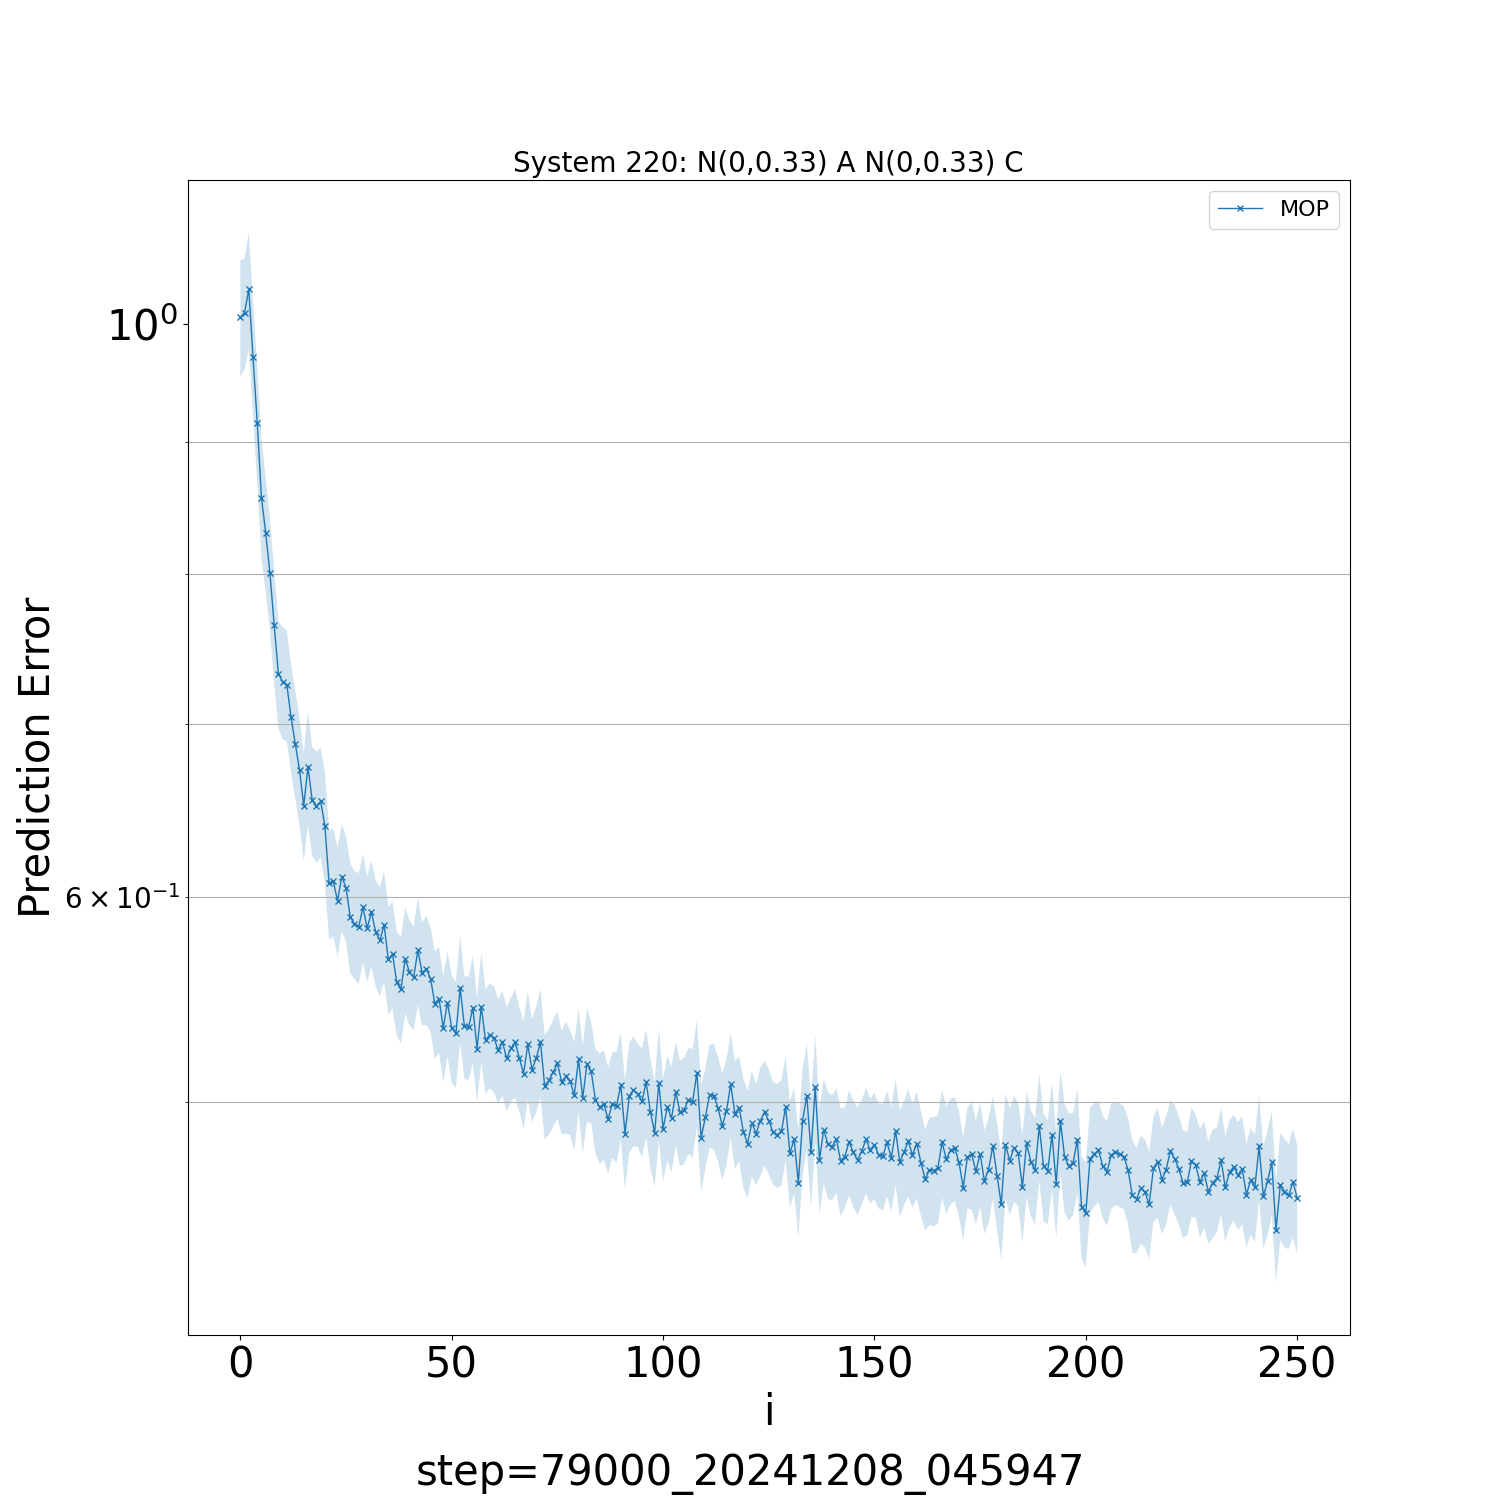 System 220: N(0,0.33) A N(0,0.33) C
MOP
10⁰
6 × 10⁻¹
Prediction Error
0 50 100 150 200 250
i
step=79000_20241208_045947